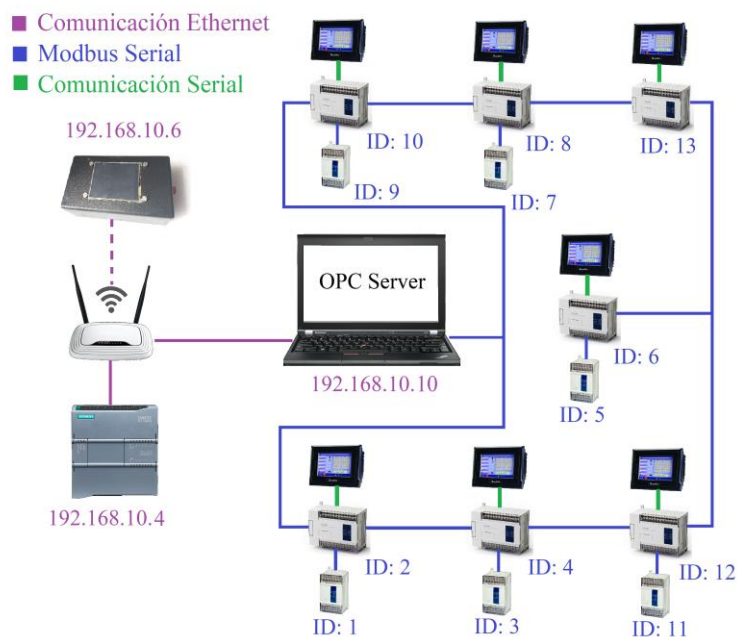 Comunicación Ethernet
Modbus Serial
Comunicación Serial
192.168.10.6
ID: 10
ID: 8
ID: 13
ID: 9
ID: 7
OPC Server
192.168.10.10
ID: 6
ID: 5
192.168.10.4
ID: 2
ID: 4
ID: 12
ID: 1
ID: 3
ID: 11